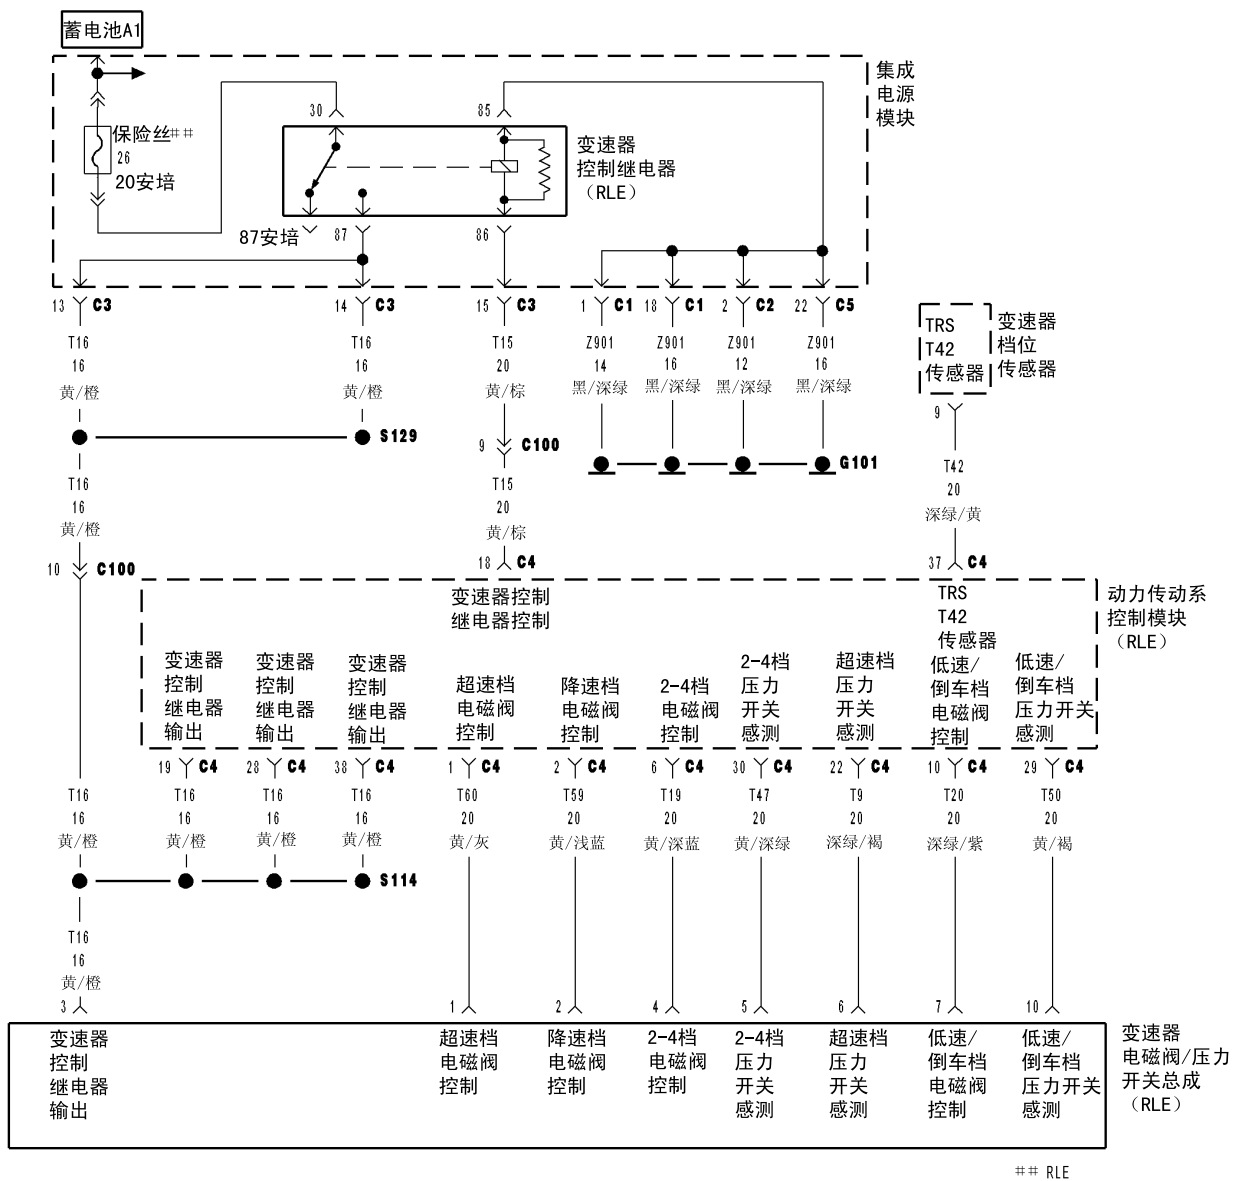 蓄电池A1
集成
电源
模块
保险丝##
26
20安培
30
85
变速器
控制继电器
（RLE）
87安培
87
86
13 C3
14 C3
15 C3
1 C1
18 C1
2 C2
22 C5
T16
16
黄/橙
T16
16
黄/橙
T15
20
黄/棕
Z901
14
黑/深绿
Z901
16
黑/深绿
Z901
12
黑/深绿
Z901
16
黑/深绿
TRS
T42
传感器
变速器
档位
传感器
9
S129
9 C100
G101
T16
16
黄/橙
T15
20
黄/棕
T42
20
深绿/黄
10 C100
18 C4
37 C4
动力传动系
控制模块
（RLE）
变速器控制
继电器控制
TRS
T42
传感器
变速器
控制
继电器
输出
变速器
控制
继电器
输出
变速器
控制
继电器
输出
超速档
电磁阀
控制
降速档
电磁阀
控制
2-4档
电磁阀
控制
2-4档
压力
开关
感测
超速档
压力
开关
感测
低速/
倒车档
电磁阀
控制
低速/
倒车档
压力开关
感测
19 C4
28 C4
38 C4
1 C4
2 C4
6 C4
30 C4
22 C4
10 C4
29 C4
T16
16
黄/橙
T16
16
黄/橙
T16
16
黄/橙
T16
16
黄/橙
T60
20
黄/灰
T59
20
黄/浅蓝
T19
20
黄/深蓝
T47
20
黄/深绿
T9
20
深绿/褐
T20
20
深绿/紫
T50
20
黄/褐
S114
T16
16
黄/橙
3
1
2
4
5
6
7
10
变速器
控制
继电器
输出
超速档
电磁阀
控制
降速档
电磁阀
控制
2-4档
电磁阀
控制
2-4档
压力
开关
感测
超速档
压力
开关
感测
低速/
倒车档
电磁阀
控制
低速/
倒车档
压力开关
感测
变速器
电磁阀/压力
开关总成
（RLE）
## RLE